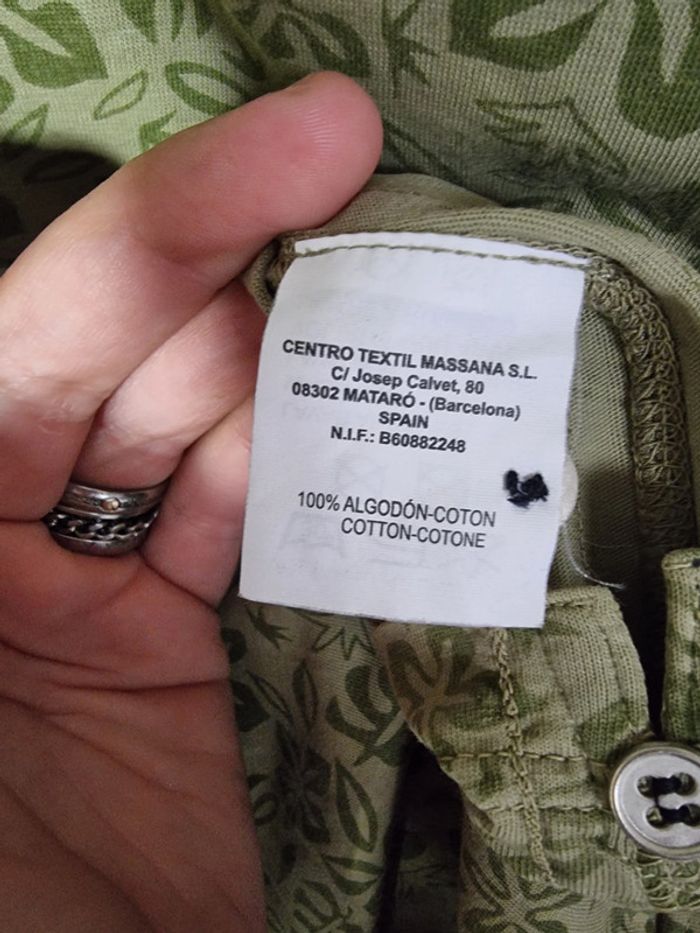 CENTRO TEXTIL MASSANA S.L.
C/ Josep Calvet, 80
08302 MATARÓ - (Barcelona)
SPAIN
N.I.F.: B60882248
100% ALGODÓN-COTON
COTTON-COTONE